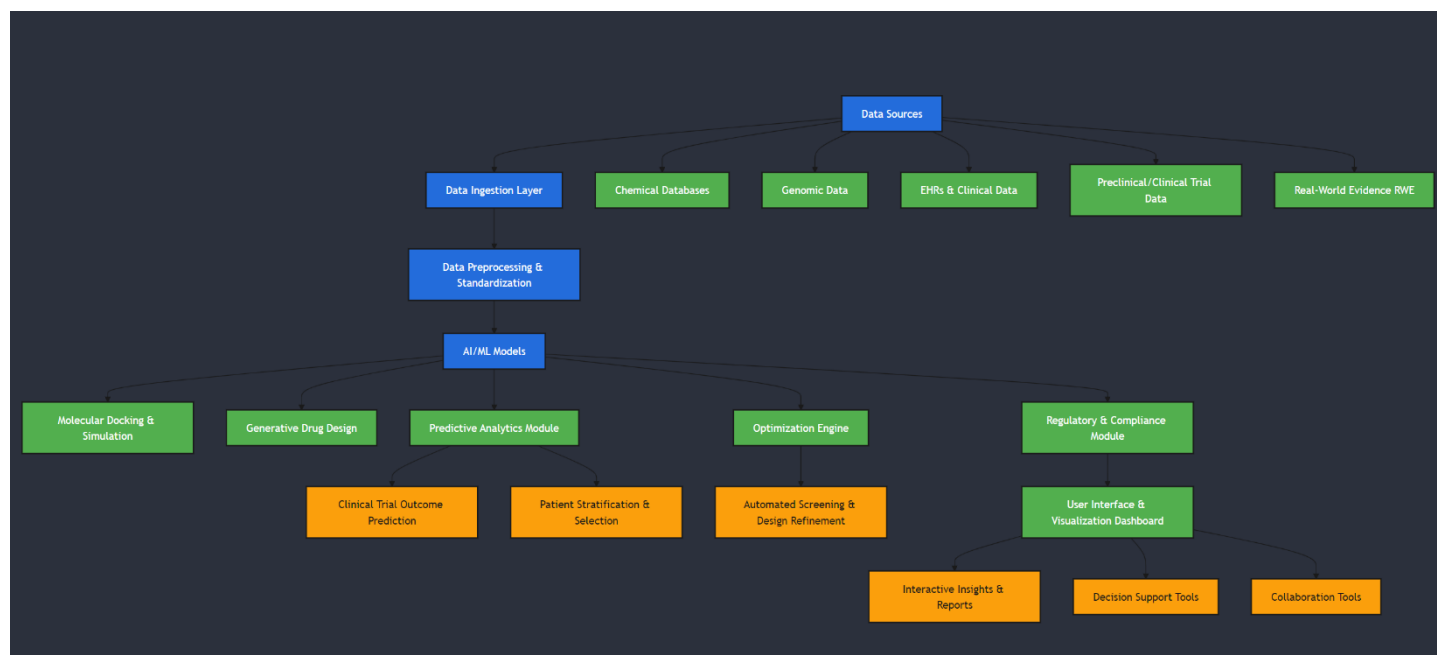 Data Sources
Data Ingestion Layer
Chemical Databases
Genomic Data
EHRs & Clinical Data
Preclinical/Clinical Trial
Data
Real-World Evidence RWE
Data Preprocessing &
Standardization
AI/ML Models
Molecular Docking &
Simulation
Generative Drug Design
Predictive Analytics Module
Optimization Engine
Regulatory & Compliance
Module
Clinical Trial Outcome
Prediction
Patient Stratification &
Selection
Automated Screening &
Design Refinement
User Interface &
Visualization Dashboard
Interactive Insights &
Reports
Decision Support Tools
Collaboration Tools